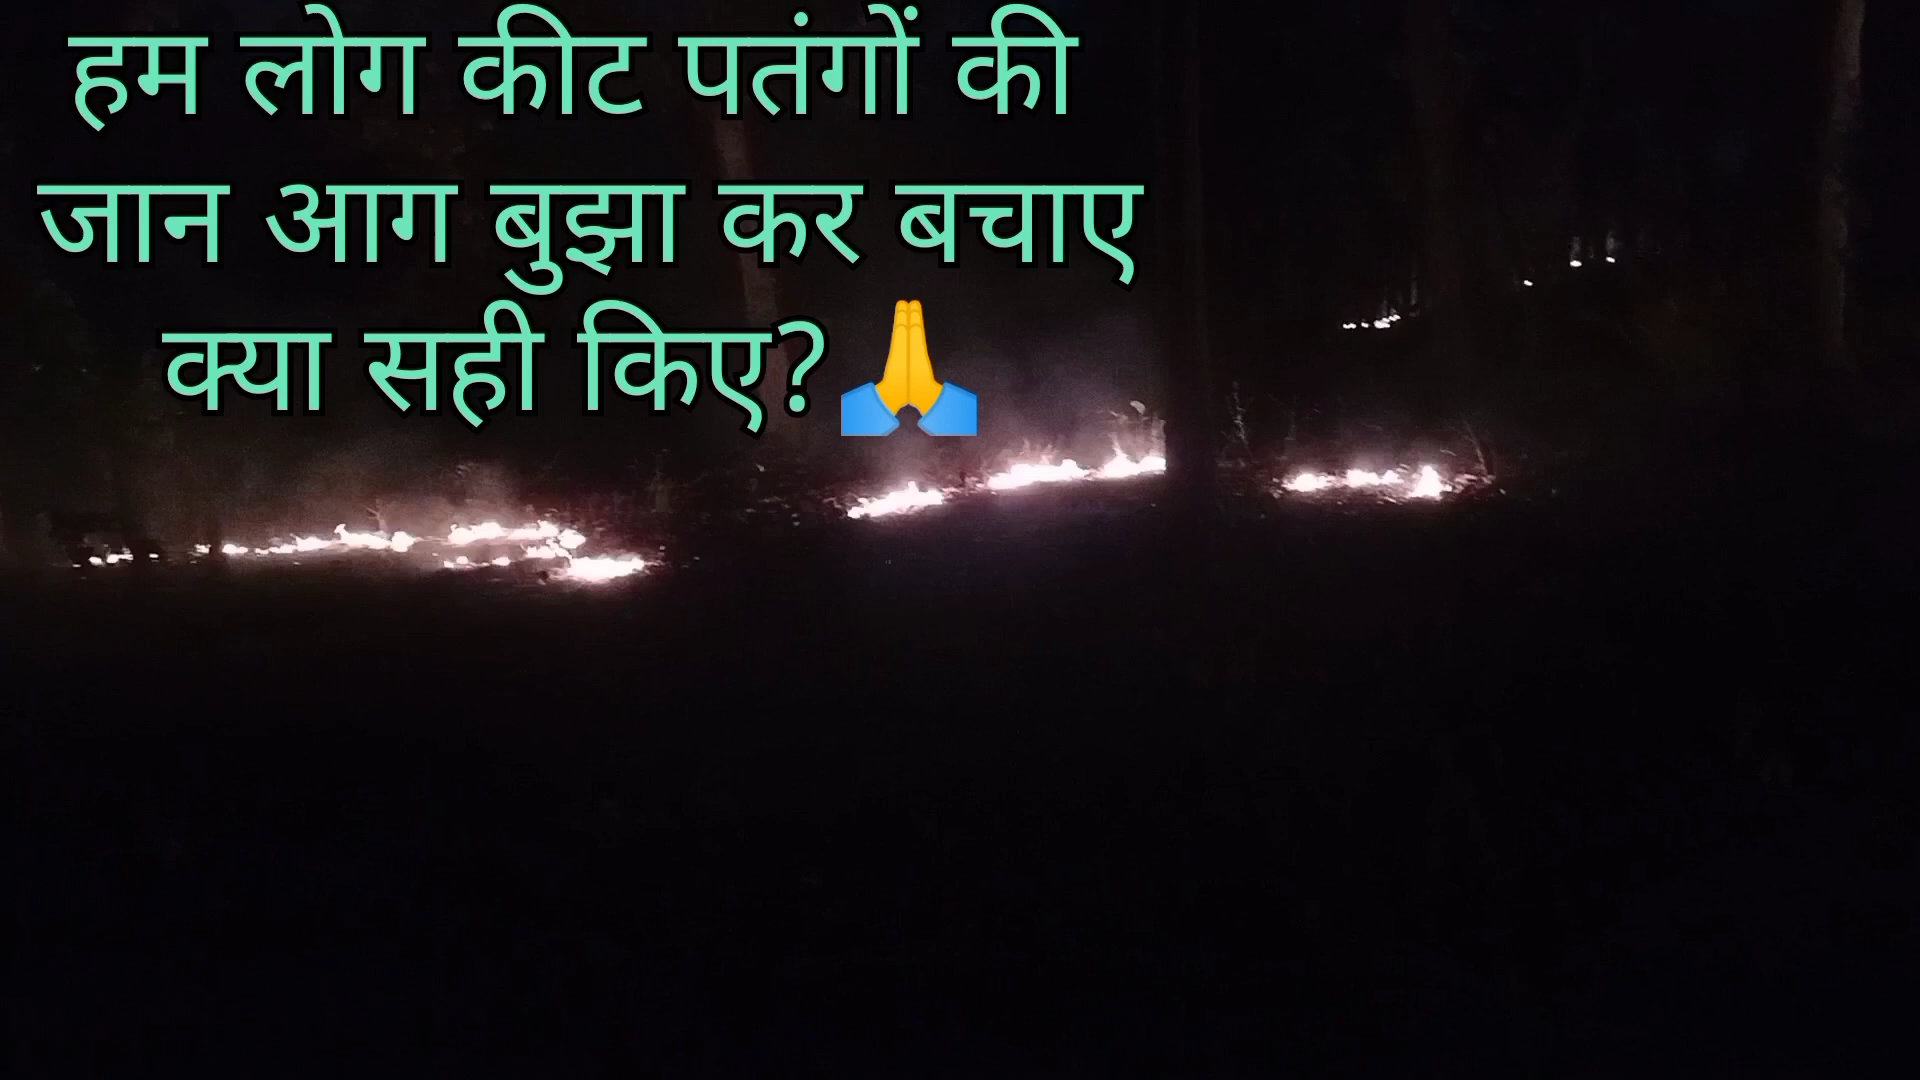 हम लोग कीट पतंगों की
जान आग बुझा कर बचाए
क्या सही किए?🙏